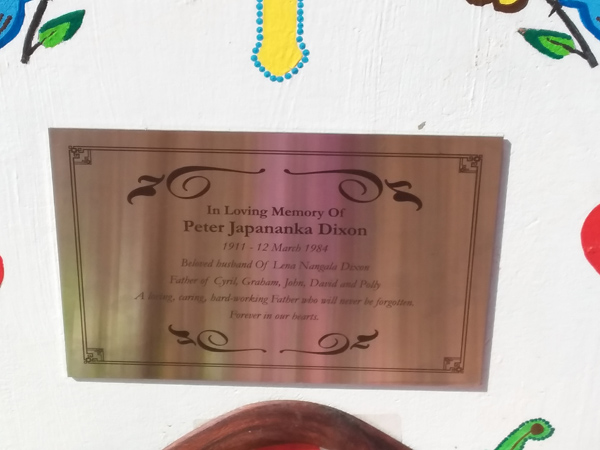 In Loving Memory Of
Peter Japananka Dixon
1911 - 12 March 1984
Beloved husband Of Lena Nangala Dixon
Father of Cyril, Graham, John, David and Polly
A loving, caring, hard-working Father who will never be forgotten.
Forever in our hearts.